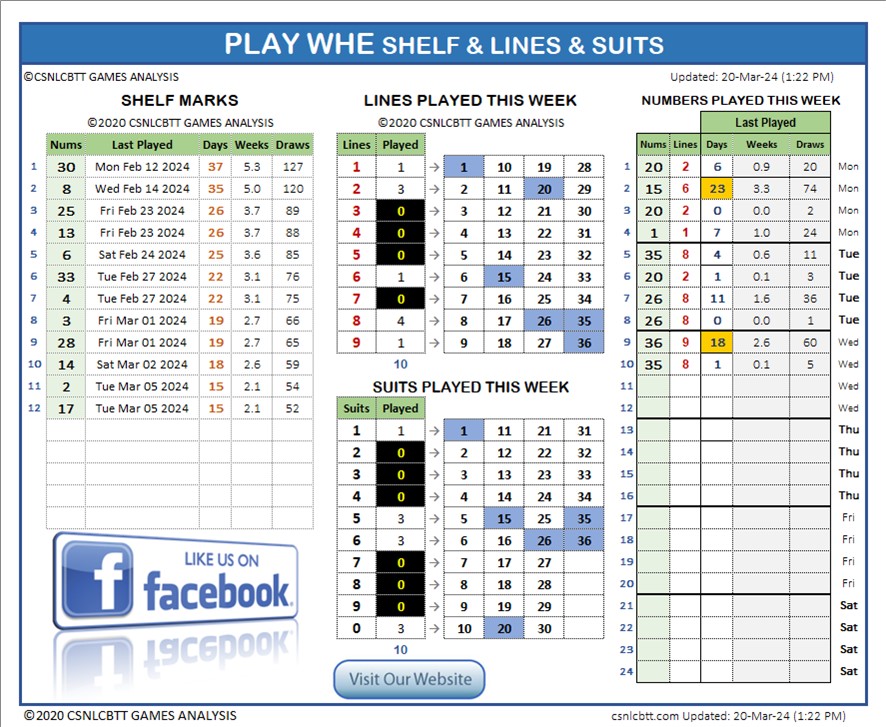 PLAY WHE SHELF & LINES & SUITS
©CSNLCBTT GAMES ANALYSIS
Updated: 20-Mar-24 (1:22 PM)
SHELF MARKS
©2020 CSNLCBTT GAMES ANALYSIS
Nums Last Played Days Weeks Draws
1 30 Mon Feb 12 2024 37 5.3 127
2 8 Wed Feb 14 2024 35 5.0 120
3 25 Fri Feb 23 2024 26 3.7 89
4 13 Fri Feb 23 2024 26 3.7 88
5 6 Sat Feb 24 2024 25 3.6 85
6 33 Tue Feb 27 2024 22 3.1 76
7 4 Tue Feb 27 2024 22 3.1 75
8 3 Fri Mar 01 2024 19 2.7 66
9 28 Fri Mar 01 2024 19 2.7 65
10 14 Sat Mar 02 2024 18 2.6 59
11 2 Tue Mar 05 2024 15 2.1 54
12 17 Tue Mar 05 2024 15 2.1 52
LIKE US ON
facebook
LINES PLAYED THIS WEEK
©2020 CSNLCBTT GAMES ANALYSIS
Lines Played
1 1 → 1 10 19 28
2 3 → 2 11 20 29
3 0 → 3 12 21 30
4 0 → 4 13 22 31
5 0 → 5 14 23 32
6 1 → 6 15 24 33
7 0 → 7 16 25 34
8 4 → 8 17 26 35
9 1 → 9 18 27 36
10
SUITS PLAYED THIS WEEK
Suits Played
1 1 → 1 11 21 31
2 0 → 2 12 22 32
3 0 → 3 13 23 33
4 0 → 4 14 24 34
5 3 → 5 15 25 35
6 3 → 6 16 26 36
7 0 → 7 17 27
8 0 → 8 18 28
9 0 → 9 19 29
0 3 → 10 20 30
10
Visit Our Website
NUMBERS PLAYED THIS WEEK
Last Played
Nums Lines Days Weeks Draws
1 20 2 6 0.9 20 Mon
2 15 6 23 3.3 74 Mon
3 20 2 0 0.0 2 Mon
4 1 1 7 1.0 24 Mon
5 35 8 4 0.6 11 Tue
6 20 2 1 0.1 3 Tue
7 26 8 11 1.6 36 Tue
8 26 8 0 0.0 1 Tue
9 36 9 18 2.6 60 Wed
10 35 8 1 0.1 5 Wed
11 Wed
12 Wed
13 Thu
14 Thu
15 Thu
16 Thu
17 Fri
18 Fri
19 Fri
20 Fri
21 Sat
22 Sat
23 Sat
24 Sat
©2020 CSNLCBTT GAMES ANALYSIS
csnlcbtt.com Updated: 20-Mar-24 (1:22 PM)